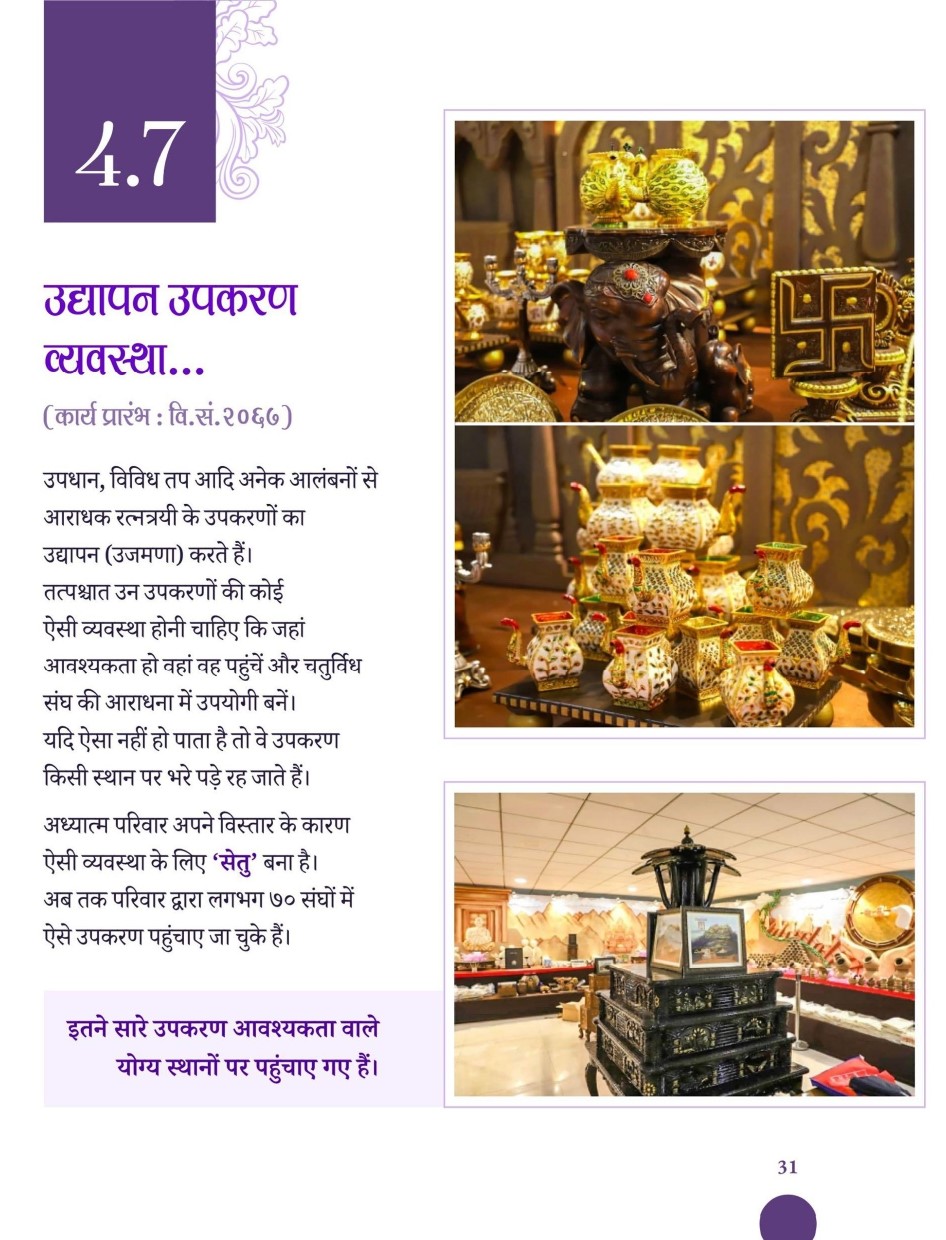 4.7
उद्यापन उपकरण
व्यवस्था...
(कार्य प्रारंभ : वि.सं.२०६७)
उपधान, विविध तप आदि अनेक आलंबनों से
आराधक रत्नत्रयी के उपकरणों का
उद्यापन (उजमणा) करते हैं।
तत्पश्चात उन उपकरणों की कोई
ऐसी व्यवस्था होनी चाहिए कि जहां
आवश्यकता हो वहां वह पहुंचें और चतुर्विध
संघ की आराधना में उपयोगी बनें।
यदि ऐसा नहीं हो पाता है तो वे उपकरण
किसी स्थान पर भरे पड़े रह जाते हैं।
अध्यात्म परिवार अपने विस्तार के कारण
ऐसी व्यवस्था के लिए ‘सेतु’ बना है।
अब तक परिवार द्वारा लगभग ७० संघों में
ऐसे उपकरण पहुंचाए जा चुके हैं।
इतने सारे उपकरण आवश्यकता वाले
योग्य स्थानों पर पहुंचाए गए हैं।
31